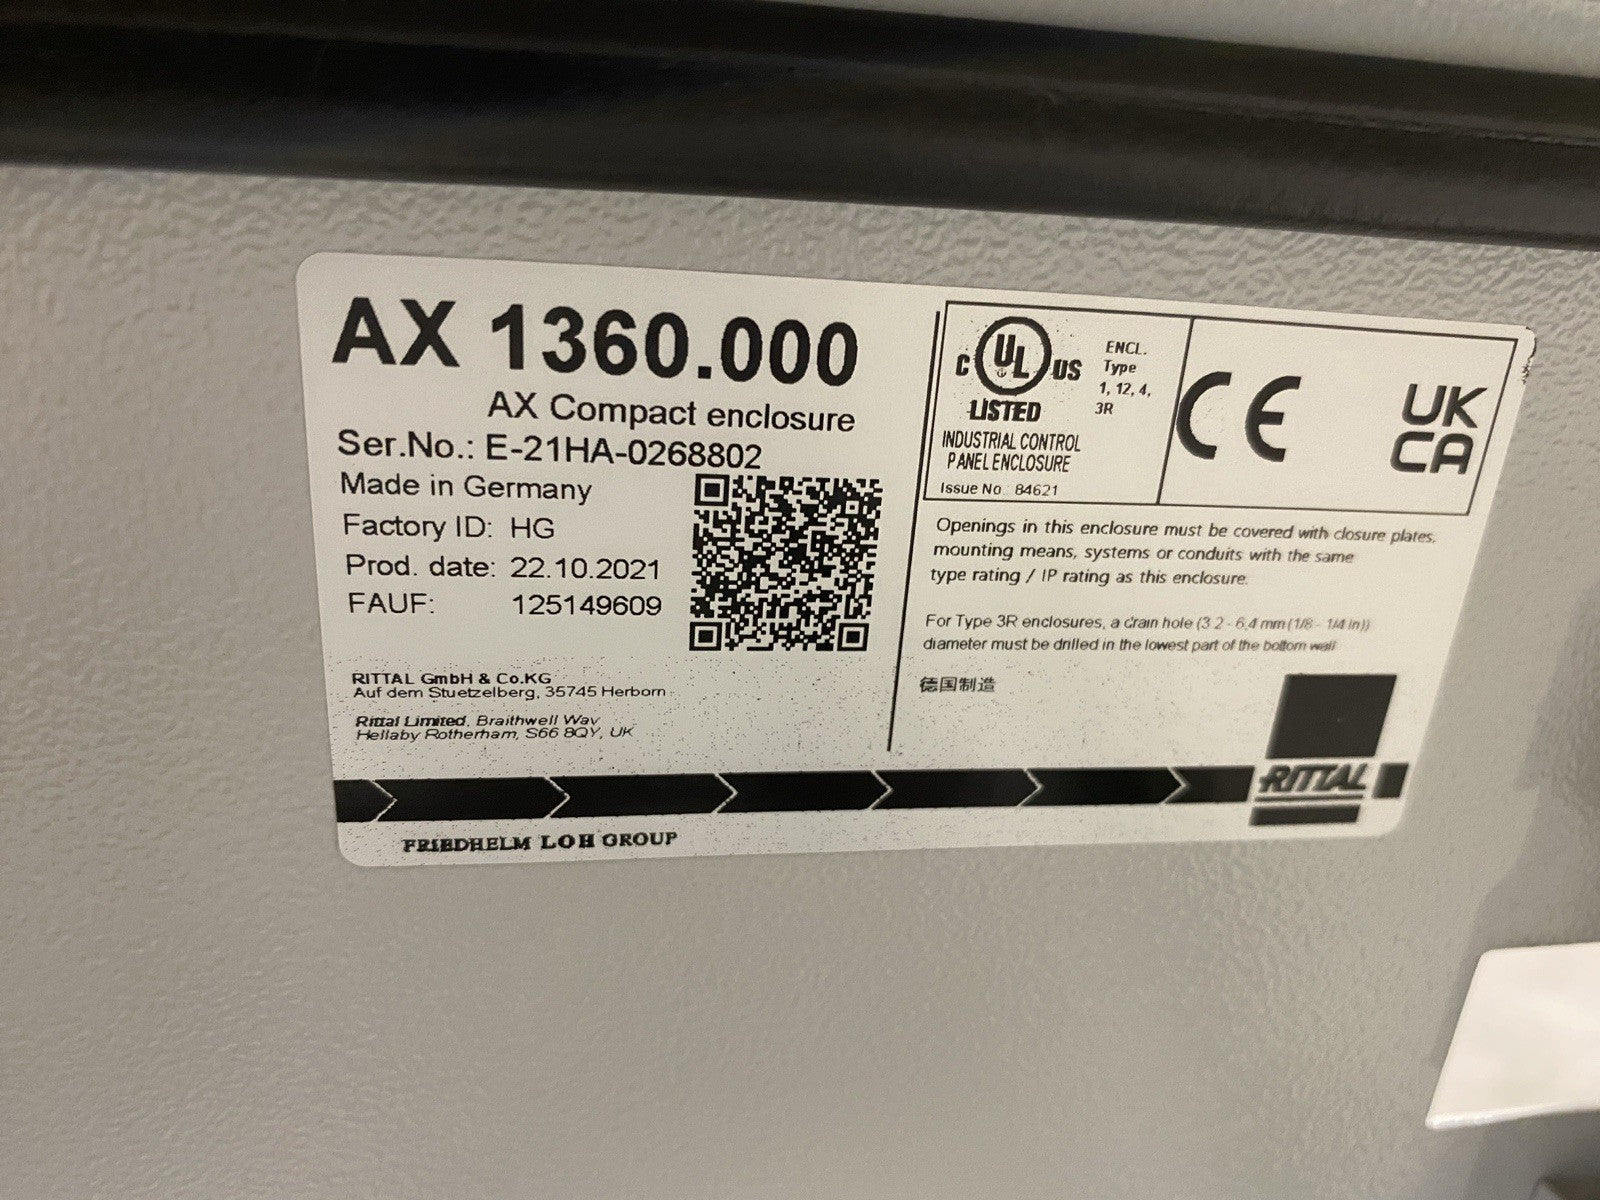 AX 1360.000
AX Compact enclosure
Ser.No.: E-21HA-0268802
Made in Germany
Factory ID: HG
Prod. date: 22.10.2021
FAUF: 125149609
RITTAL GmbH & Co.KG
Auf dem Stuetzelberg, 35745 Herborn
Rittal Limited, Braithwell Way
Hellaby Rotherham, S66 8QY, UK
C UL US
LISTED
ENCL.
Type
1, 12, 4,
3R
INDUSTRIAL CONTROL
PANEL ENCLOSURE
Issue No. 84621
CE
UK
CA
Openings in this enclosure must be covered with closure plates,
mounting means, systems or conduits with the same
type rating / IP rating as this enclosure.
For Type 3R enclosures, a drain hole (3.2 - 6,4 mm (1/8 - 1/4 in))
diameter must be drilled in the lowest part of the bottom wall
德国制造
RITTAL
FRIEDHELM LOH GROUP